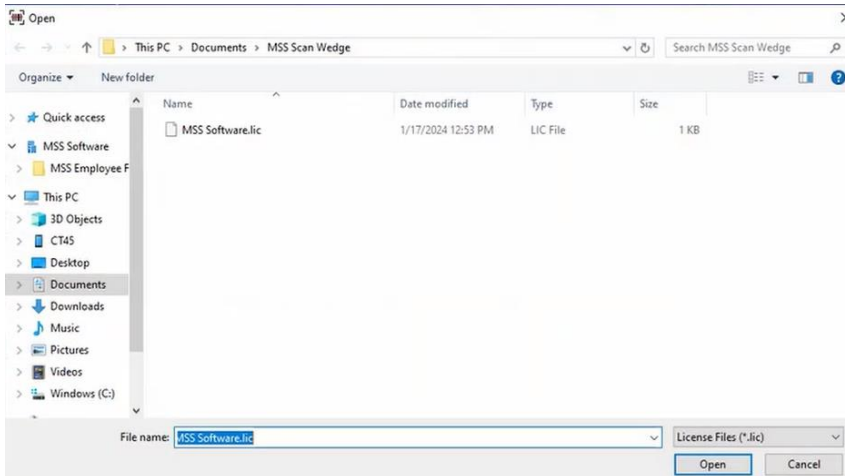 Open
This PC > Documents > MSS Scan Wedge
Search MSS Scan Wedge
Organize
New folder
?
Name
Date modified
Type
Size
MSS Software.lic
1/17/2024 12:53 PM
LIC File
1 KB
Quick access
MSS Software
MSS Employee F
This PC
3D Objects
CT45
Desktop
Documents
Downloads
Music
Pictures
Videos
Windows (C:)
File name:
MSS Software.lic
License Files (*.lic)
Open
Cancel